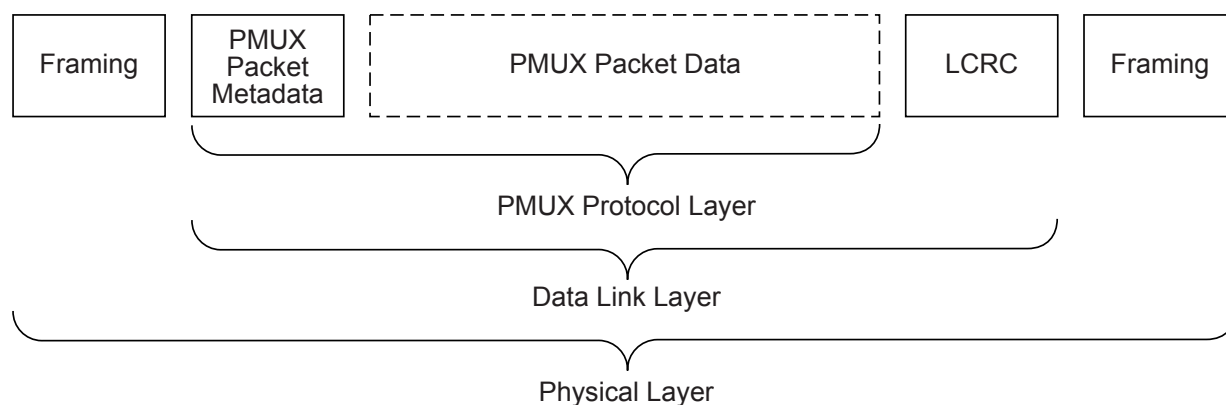 Framing
PMUX
Packet
Metadata
PMUX Packet Data
LCRC
Framing
PMUX Protocol Layer
Data Link Layer
Physical Layer